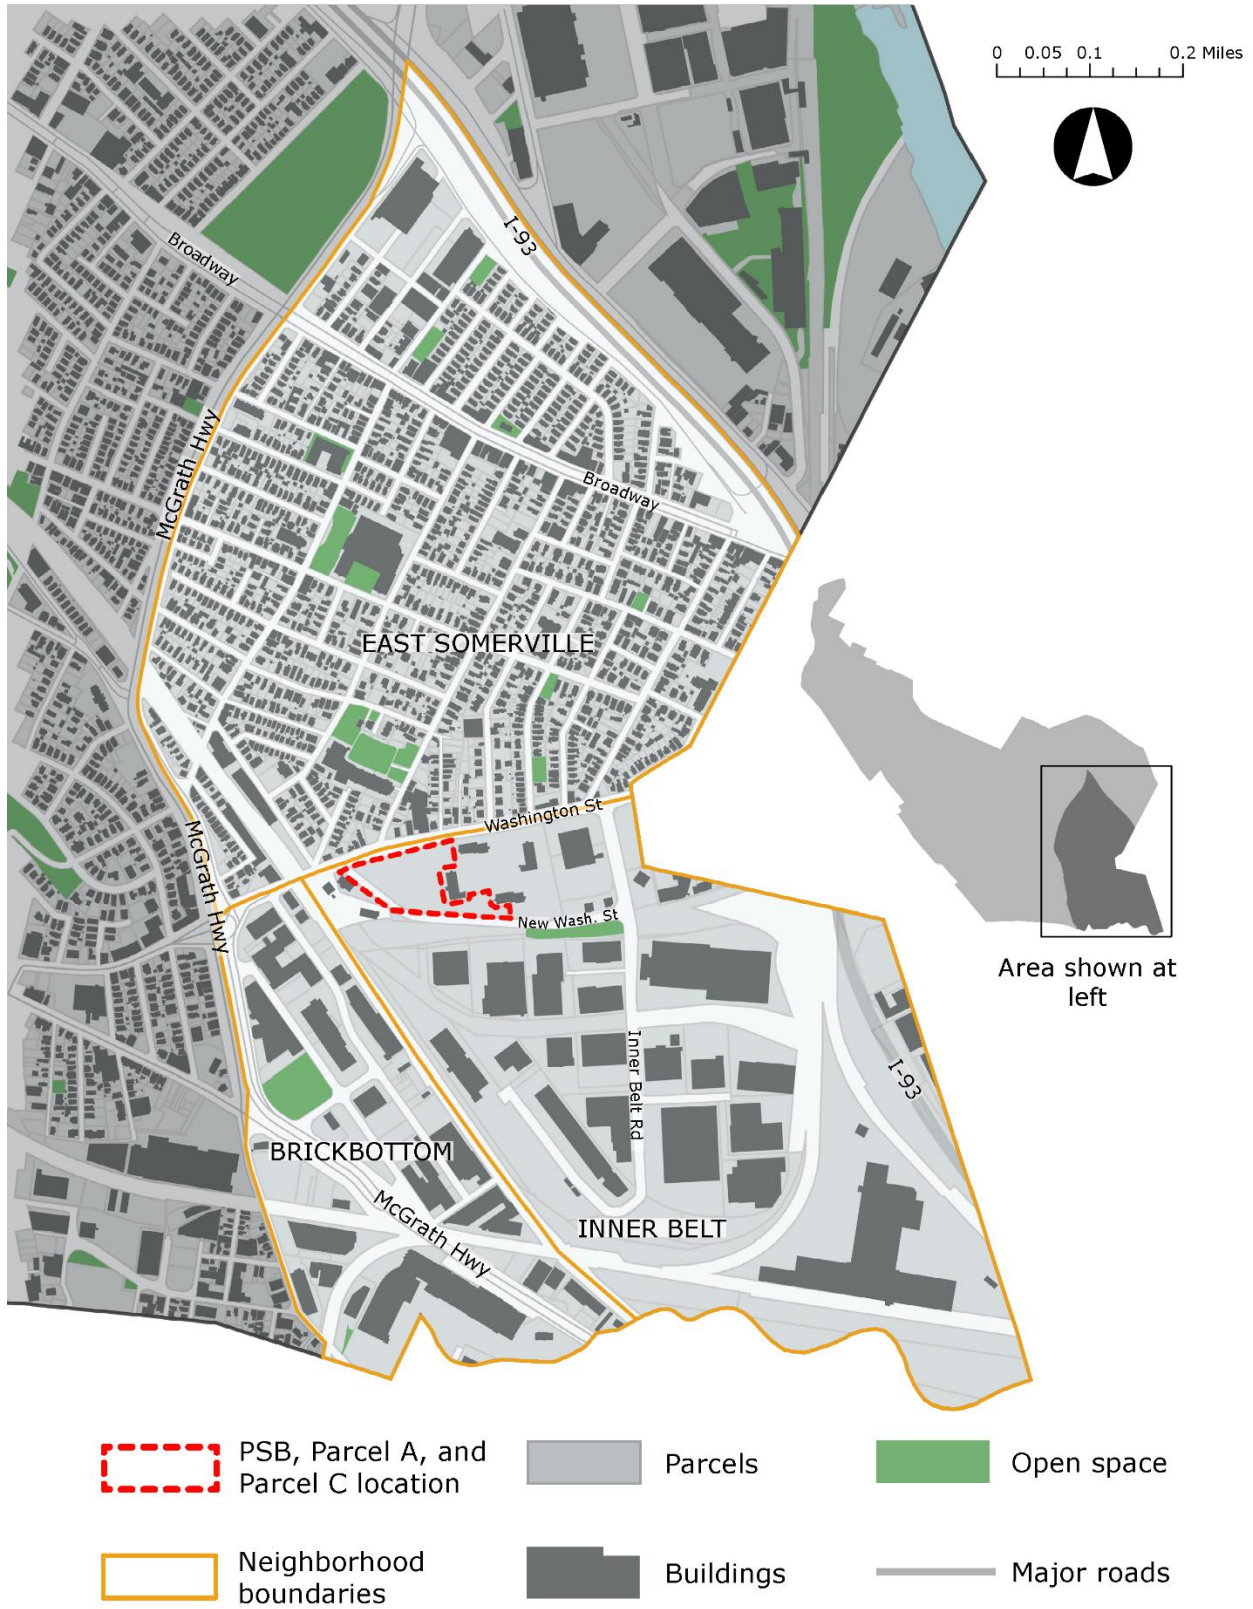 0 0.05 0.1 0.2 Miles
I-93
Broadway
McGrath Hwy
Broadway
EAST SOMERVILLE
Washington St
McGrath Hwy
New Wash. St
Area shown at
left
Inner Belt Rd
I-93
BRICKBOTTOM
McGrath Hwy
INNER BELT
PSB, Parcel A, and
Parcel C location
Parcels
Open space
Neighborhood
boundaries
Buildings
Major roads